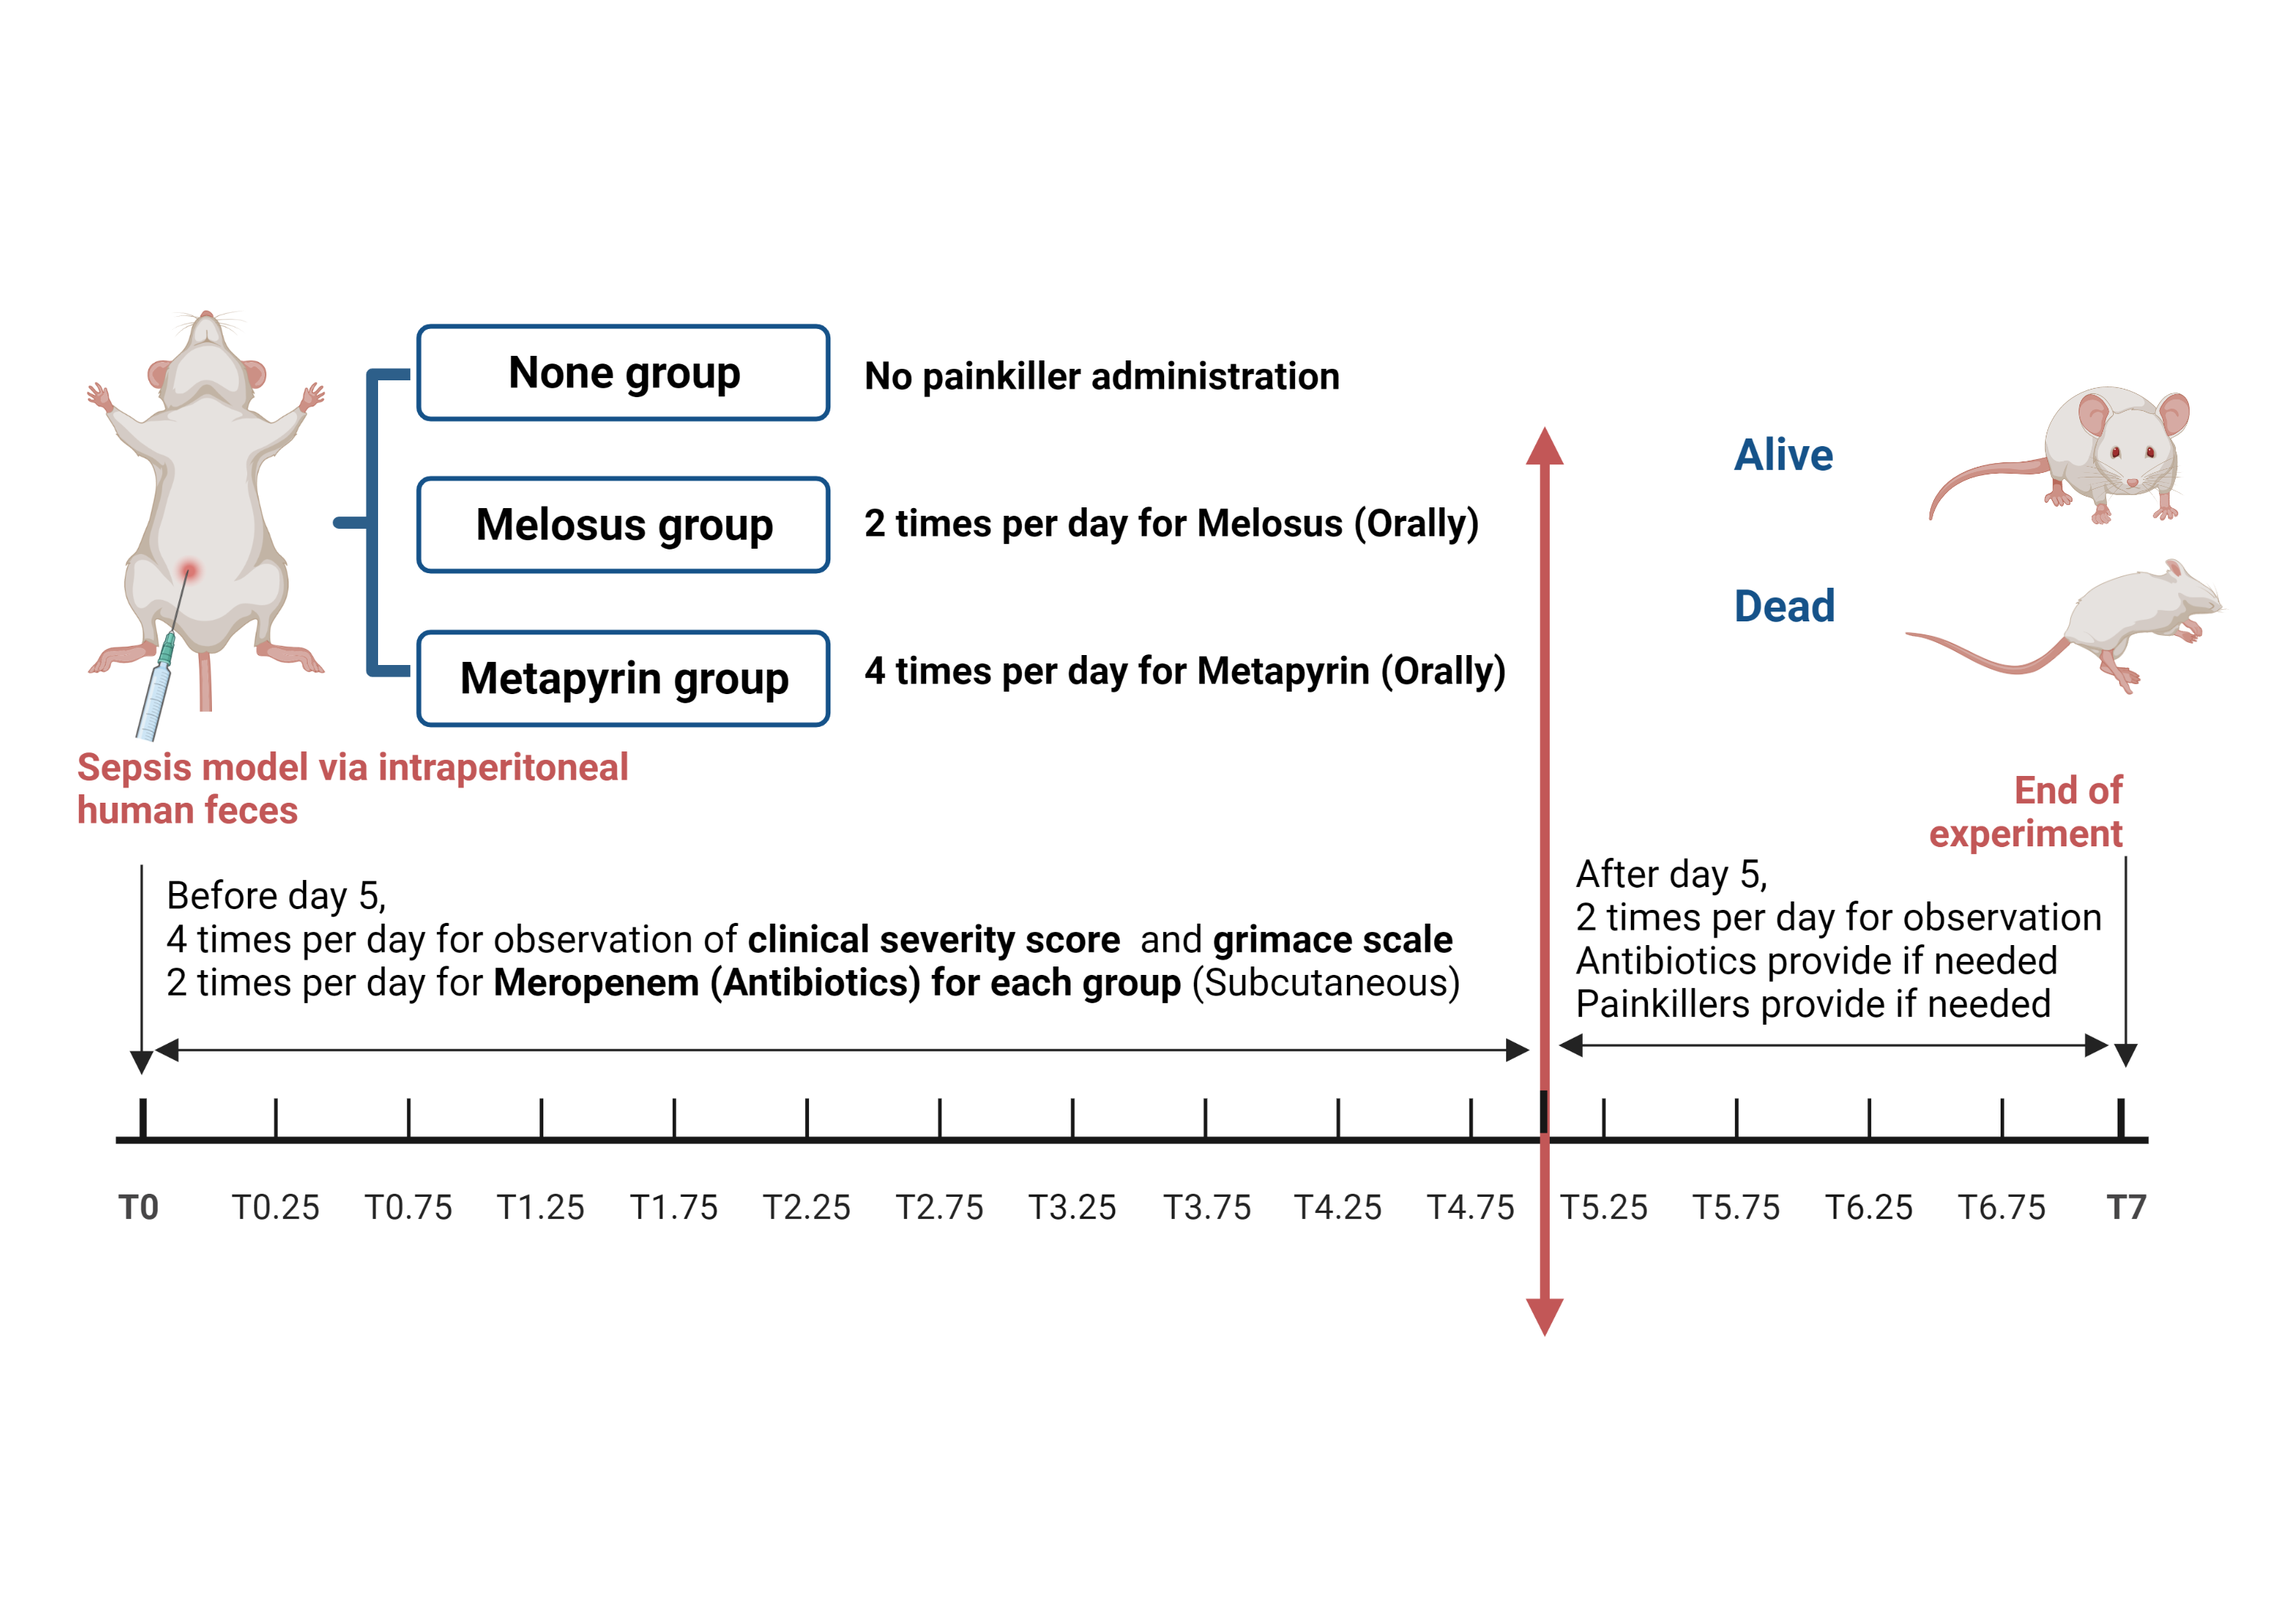 None group
No painkiller administration
Melosus group
2 times per day for Melosus (Orally)
Metapyrin group
4 times per day for Metapyrin (Orally)
Alive
Dead
Sepsis model via intraperitoneal
human feces
End of
experiment
Before day 5,
4 times per day for observation of clinical severity score and grimace scale
2 times per day for Meropenem (Antibiotics) for each group (Subcutaneous)
After day 5,
2 times per day for observation
Antibiotics provide if needed
Painkillers provide if needed
T0 T0.25 T0.75 T1.25 T1.75 T2.25 T2.75 T3.25 T3.75 T4.25 T4.75 T5.25 T5.75 T6.25 T6.75 T7